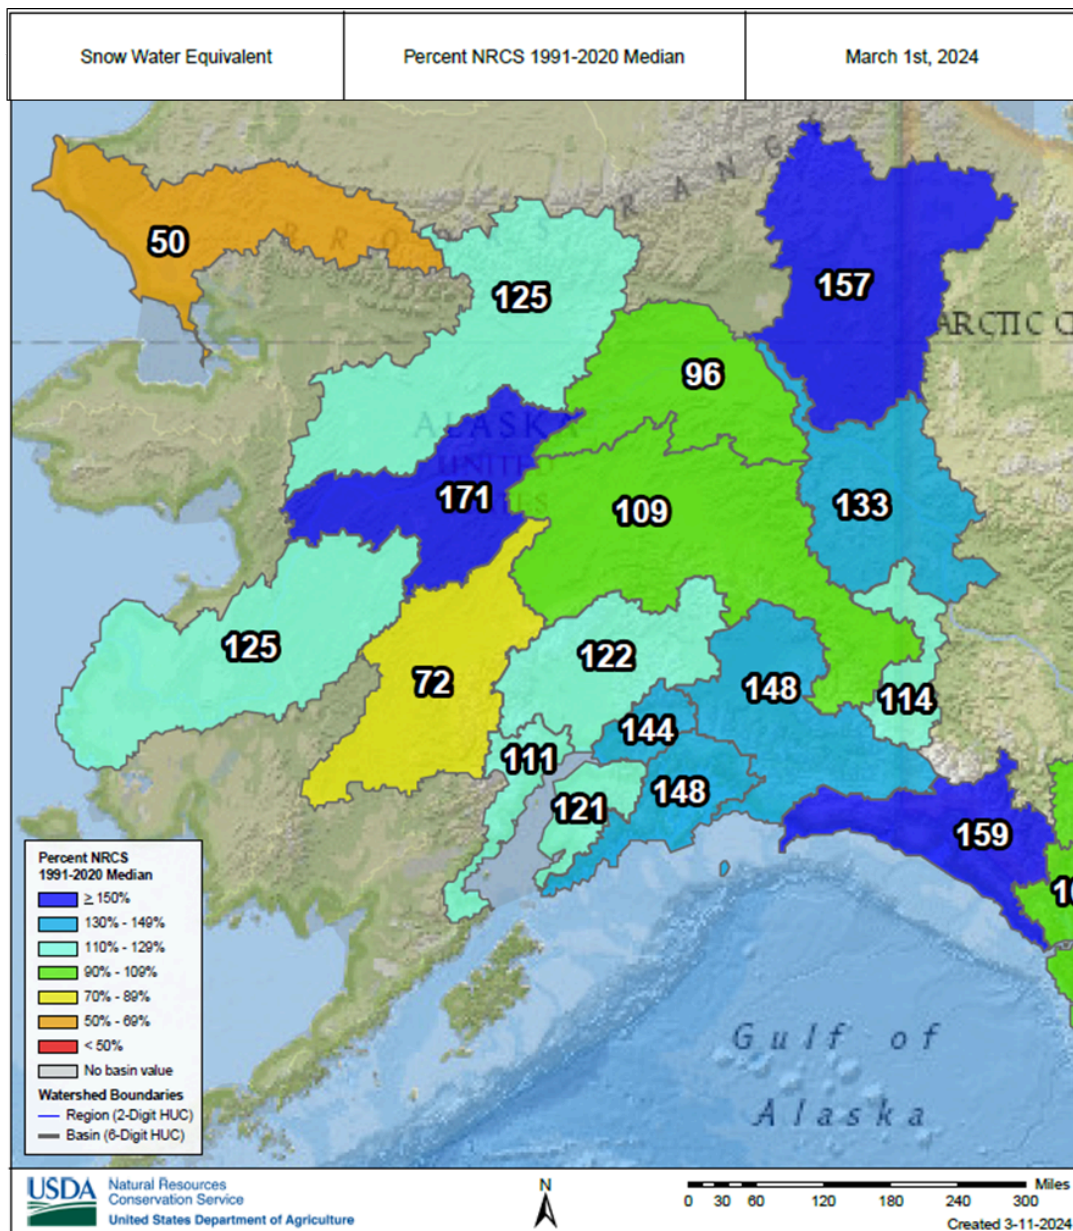 Snow Water Equivalent
Percent NRCS 1991-2020 Median
March 1st, 2024
50
125
157
ARCTIC C
96
ALASKA
UNITED
171
109
133
125
122
72
148
114
144
111
148
121
159
Percent NRCS
1991-2020 Median
≥ 150%
130% - 149%
110% - 129%
90% - 109%
70% - 89%
50% - 69%
< 50%
No basin value
Watershed Boundaries
Region (2-Digit HUC)
Basin (6-Digit HUC)
Gulf of
Alaska
USDA
Natural Resources
Conservation Service
United States Department of Agriculture
N
Miles
0 30 60 120 180 240 300
Created 3-11-2024